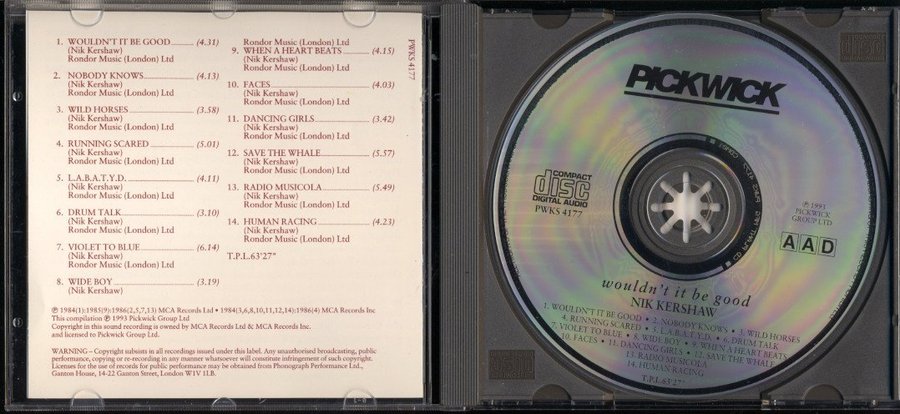 1. WOULDN'T IT BE GOOD (4.31)
(Nik Kershaw)
Rondor Music (London) Ltd
2. NOBODY KNOWS (4.13)
(Nik Kershaw)
Rondor Music (London) Ltd
3. WILD HORSES (3.58)
(Nik Kershaw)
Rondor Music (London) Ltd
4. RUNNING SCARED (5.01)
(Nik Kershaw)
Rondor Music (London) Ltd
5. L.A.B.A.T.Y.D. (4.11)
(Nik Kershaw)
Rondor Music (London) Ltd
6. DRUM TALK (3.10)
(Nik Kershaw)
Rondor Music (London) Ltd
7. VIOLET TO BLUE (6.14)
(Nik Kershaw)
Rondor Music (London) Ltd
8. WIDE BOY (3.19)
(Nik Kershaw)
Rondor Music (London) Ltd
9. WHEN A HEART BEATS (4.15)
(Nik Kershaw)
Rondor Music (London) Ltd
10. FACES (4.03)
(Nik Kershaw)
Rondor Music (London) Ltd
11. DANCING GIRLS (3.42)
(Nik Kershaw)
Rondor Music (London) Ltd
12. SAVE THE WHALE (5.57)
(Nik Kershaw)
Rondor Music (London) Ltd
13. RADIO MUSICOLA (5.49)
(Nik Kershaw)
Rondor Music (London) Ltd
14. HUMAN RACING (4.23)
(Nik Kershaw)
Rondor Music (London) Ltd
T.P.L.63'27"
PWKS 4177
℗ 1984(1):1985(9):1986(2,5,7,13) MCA Records Ltd • 1984(3,6,8,10,11,12,14):1986(4) MCA Records Inc
This compilation ℗ 1993 Pickwick Group Ltd.
Copyright in this sound recording is owned by MCA Records Ltd & MCA Records Inc.
and licensed to Pickwick Group Ltd.
WARNING – Copyright subsists in all recordings issued under this label. Any unauthorised broadcasting, public
performance, copying or re-recording in any manner whatsoever will constitute infringement of such copyright.
Licenses for the use of records for public performance may be obtained from Phonograph Performance Ltd.,
Ganton House, 14-22 Ganton Street, London W1V 1LB.
PICKWICK
COMPACT
disc
DIGITAL AUDIO
PWKS 4177
℗ 1993
PICKWICK
GROUP LTD
AAD
wouldn't it be good
NIK KERSHAW
1. WOULDN'T IT BE GOOD • 2. NOBODY KNOWS • 3. WILD HORSES
4. RUNNING SCARED • 5. L.A.B.A.T.Y.D. • 6. DRUM TALK
7. VIOLET TO BLUE • 8. WIDE BOY • 9. WHEN A HEART BEATS
10. FACES • 11. DANCING GIRLS • 12. SAVE THE WHALE
13. RADIO MUSICOLA
14. HUMAN RACING
T.P.L.63'27"